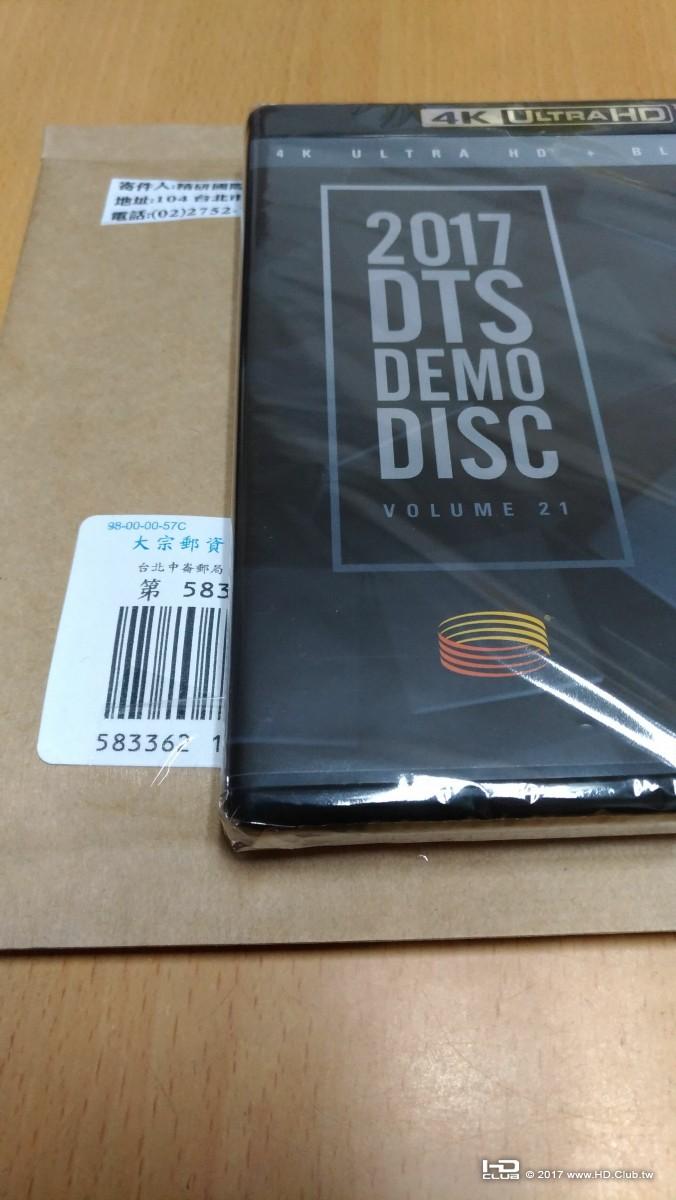 4K ULTRA HD
4K ULTRA HD + BL
2017
DTS
DEMO
DISC
VOLUME 21
寄件人:精研國際
地址:104 台北市
電話:(02)2752-
98-00-00-57C
大宗郵資
台北中崙郵局
第 583
583362 1
HD CLUB © 2017 www.HD.Club.tw